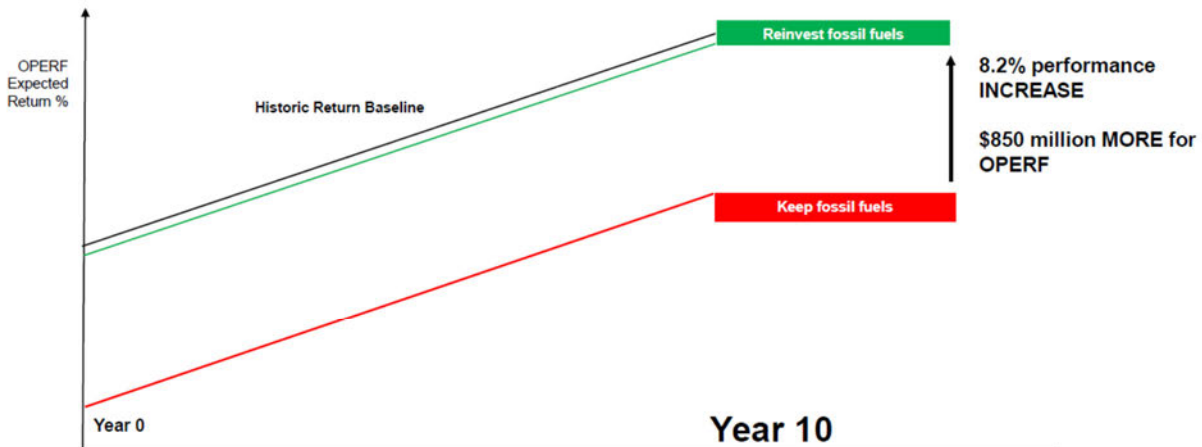 OPERF
Expected
Return %
Historic Return Baseline
Reinvest fossil fuels
8.2% performance
INCREASE
$850 million MORE for
OPERF
Keep fossil fuels
Year 0
Year 10